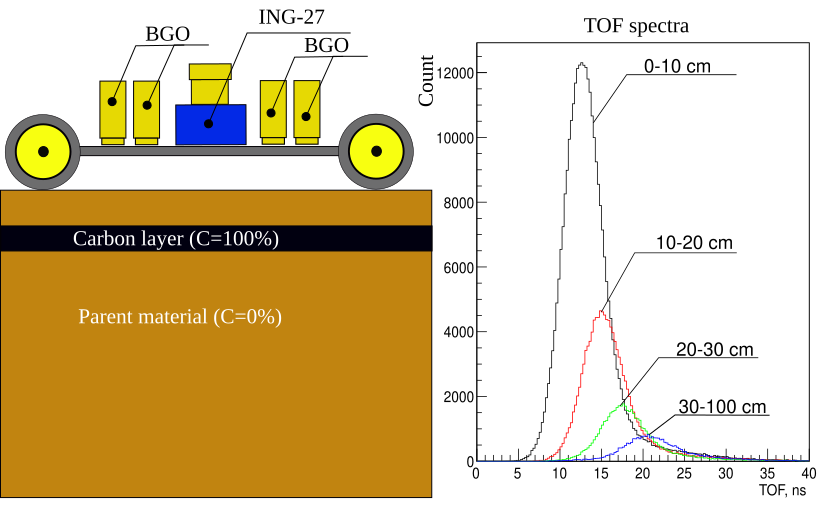 ING-27
BGO
BGO
Carbon layer (C=100%)
Parent material (C=0%)
TOF spectra
Count
12000
10000
8000
6000
4000
2000
0
0-10 cm
10-20 cm
20-30 cm
30-100 cm
0 5 10 15 20 25 30 35 40
TOF, ns